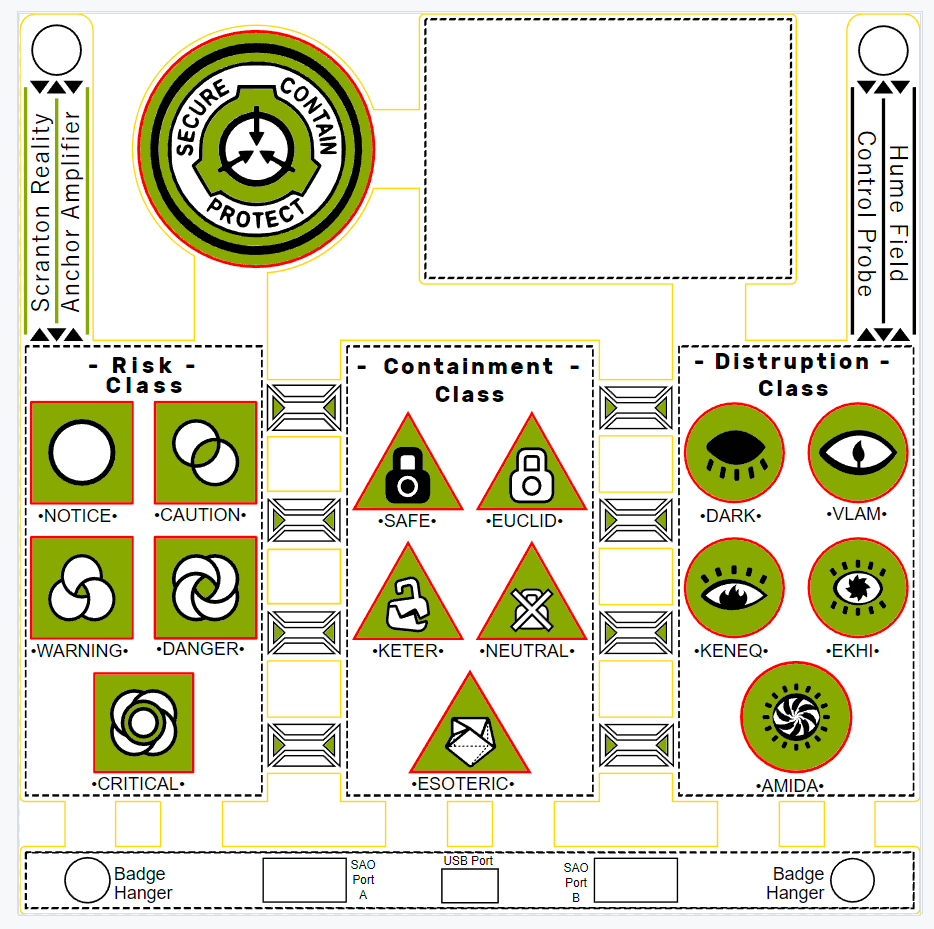 SECURE
CONTAIN
PROTECT
Scranton Reality
Anchor Amplifier
Hume Field
Control Probe
- Risk -
Class
•NOTICE•
•CAUTION•
•WARNING•
•DANGER•
•CRITICAL•
- Containment -
Class
•SAFE•
•EUCLID•
•KETER•
•NEUTRAL•
•ESOTERIC•
- Distruption -
Class
•DARK•
•VLAM•
•KENEQ•
•EKHI•
•AMIDA•
Badge
Hanger
SAO
Port
A
USB Port
SAO
Port
B
Badge
Hanger